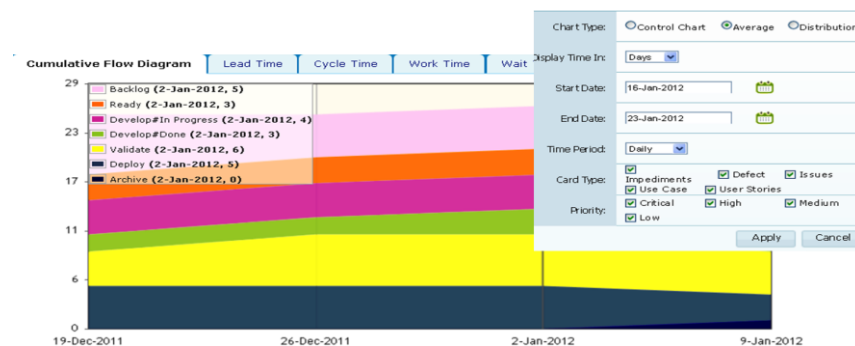 Cumulative Flow Diagram Lead Time Cycle Time Work Time Wait
29
23
17
11
6
0
Backlog (2-Jan-2012, 5)
Ready (2-Jan-2012, 3)
Develop#In Progress (2-Jan-2012, 4)
Develop#Done (2-Jan-2012, 3)
Validate (2-Jan-2012, 6)
Deploy (2-Jan-2012, 5)
Archive (2-Jan-2012, 0)
19-Dec-2011 26-Dec-2011 2-Jan-2012 9-Jan-2012
Chart Type: Control Chart Average Distribution
Display Time In: Days
Start Date: 16-Jan-2012
End Date: 23-Jan-2012
Time Period: Daily
Card Type: Impediments Defect Issues
Use Case User Stories
Priority: Critical High Medium
Low
Apply Cancel